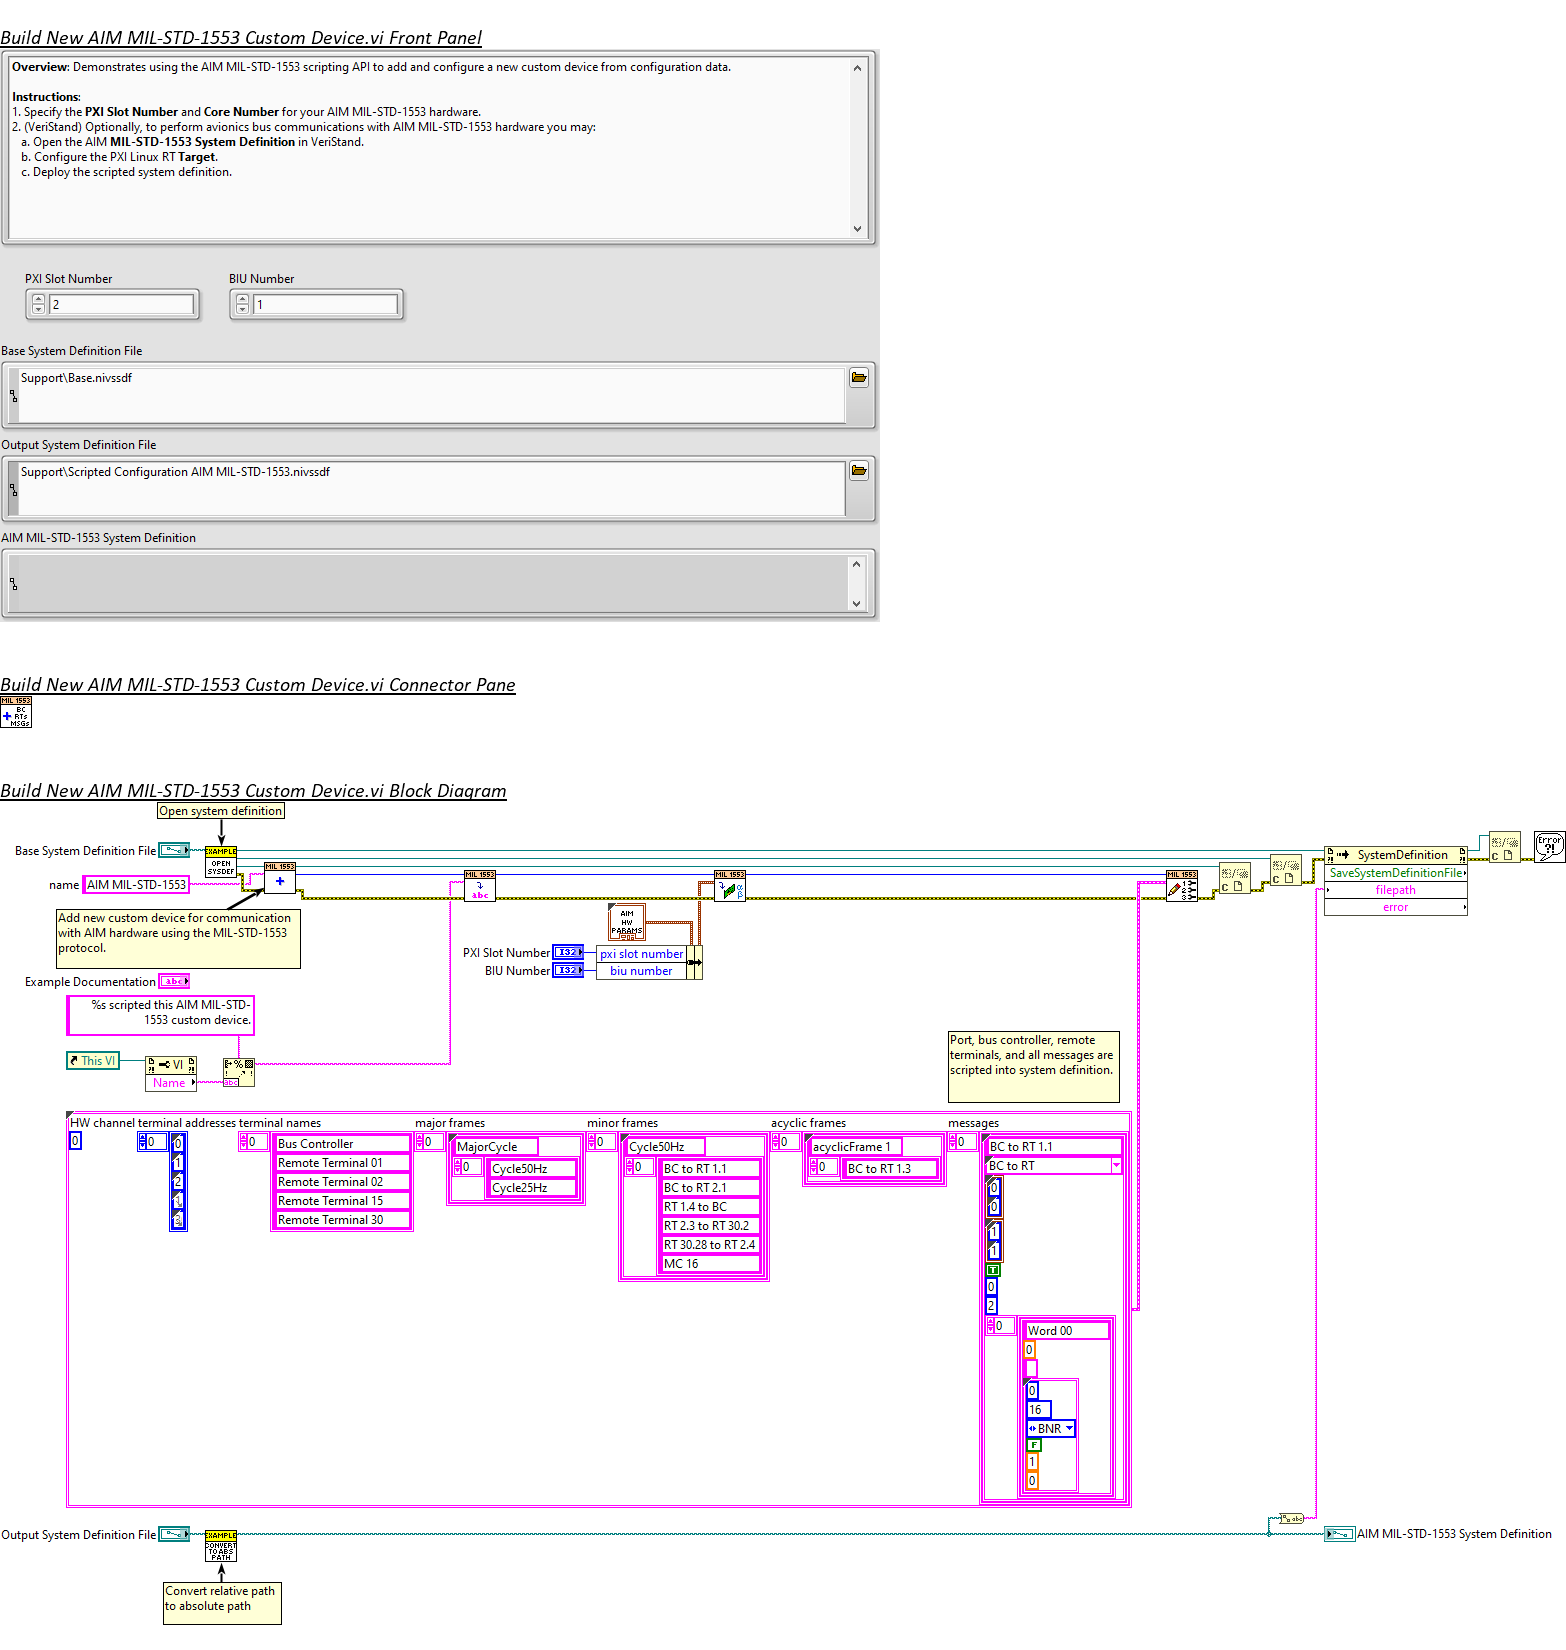 Build New AIM MIL-STD-1553 Custom Device.vi Front Panel
Overview: Demonstrates using the AIM MIL-STD-1553 scripting API to add and configure a new custom device from configuration data.
Instructions:
1. Specify the PXI Slot Number and Core Number for your AIM MIL-STD-1553 hardware.
2. (VeriStand) Optionally, to perform avionics bus communications with AIM MIL-STD-1553 hardware you may:
a. Open the AIM MIL-STD-1553 System Definition in VeriStand.
b. Configure the PXI Linux RT Target.
c. Deploy the scripted system definition.
PXI Slot Number
BIU Number
2
1
Base System Definition File
Support\Base.nivssdf
Output System Definition File
Support\Scripted Configuration AIM MIL-STD-1553.nivssdf
AIM MIL-STD-1553 System Definition
Build New AIM MIL-STD-1553 Custom Device.vi Connector Pane
MIL 1553
BC
RTs
MSGs
Build New AIM MIL-STD-1553 Custom Device.vi Block Diagram
Open system definition
Base System Definition File
EXAMPLE
OPEN
SYSDEF
name
AIM MIL-STD-1553
MIL 1553
MIL 1553
abc
MIL 1553
MIL 1553
1
2
3
Error
?!
SystemDefinition
SaveSystemDefinitionFile
filepath
error
Add new custom device for communication
with AIM hardware using the MIL-STD-1553
protocol.
AIM
HW
PARAMS
PXI Slot Number
I32
pxi slot number
BIU Number
I32
biu number
Example Documentation
abc
%s scripted this AIM MIL-STD-
1553 custom device.
This VI
VI
Name
abc
Port, bus controller, remote
terminals, and all messages are
scripted into system definition.
HW channel terminal addresses terminal names
major frames
minor frames
acyclic frames
messages
0
0
0
1
2
0
Bus Controller
Remote Terminal 01
Remote Terminal 02
Remote Terminal 15
Remote Terminal 30
0
MajorCycle
0
Cycle50Hz
Cycle25Hz
0
Cycle50Hz
0
BC to RT 1.1
BC to RT 2.1
RT 1.4 to BC
RT 2.3 to RT 30.2
RT 30.28 to RT 2.4
MC 16
0
acyclicFrame 1
0
BC to RT 1.3
0
BC to RT 1.1
BC to RT
0
0
1
1
T
0
2
0
Word 00
0
0
16
BNR
F
1
0
Output System Definition File
EXAMPLE
CONVERT
TO ABS
PATH
AIM MIL-STD-1553 System Definition
Convert relative path
to absolute path